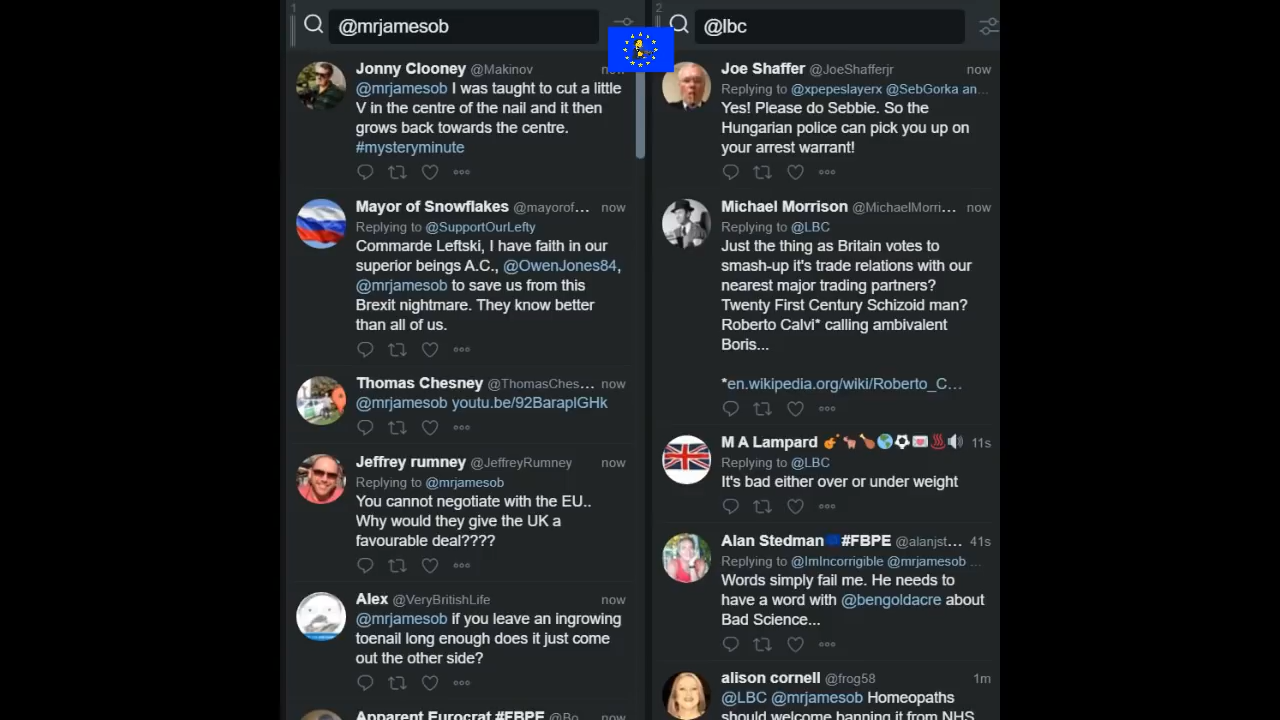 1
@mrjamesob
Jonny Clooney @Makinov now
@mrjamesob I was taught to cut a little
V in the centre of the nail and it then
grows back towards the centre.
#mysteryminute
Mayor of Snowflakes @mayorof... now
Replying to @SupportOurLefty
Commarde Leftski, I have faith in our
superior beings A.C., @OwenJones84,
@mrjamesob to save us from this
Brexit nightmare. They know better
than all of us.
Thomas Chesney @ThomasChes... now
@mrjamesob youtu.be/92BaraplGHk
Jeffrey rumney @JeffreyRumney now
Replying to @mrjamesob
You cannot negotiate with the EU..
Why would they give the UK a
favourable deal????
Alex @VeryBritishLife now
@mrjamesob if you leave an ingrowing
toenail long enough does it just come
out the other side?
Apparent Eurocrat #FBPE @Bo...
2
@lbc
Joe Shaffer @JoeShafferjr now
Replying to @xpepeslayerx @SebGorka an...
Yes! Please do Sebbie. So the
Hungarian police can pick you up on
your arrest warrant!
Michael Morrison @MichaelMorri... now
Replying to @LBC
Just the thing as Britain votes to
smash-up it's trade relations with our
nearest major trading partners?
Twenty First Century Schizoid man?
Roberto Calvi* calling ambivalent
Boris...
*en.wikipedia.org/wiki/Roberto_C...
M A Lampard 11s
Replying to @LBC
It's bad either over or under weight
Alan Stedman #FBPE @alanjst... 41s
Replying to @ImIncorrigible @mrjamesob ...
Words simply fail me. He needs to
have a word with @bengoldacre about
Bad Science...
alison cornell @frog58 1m
@LBC @mrjamesob Homeopaths
should welcome banning it from NHS